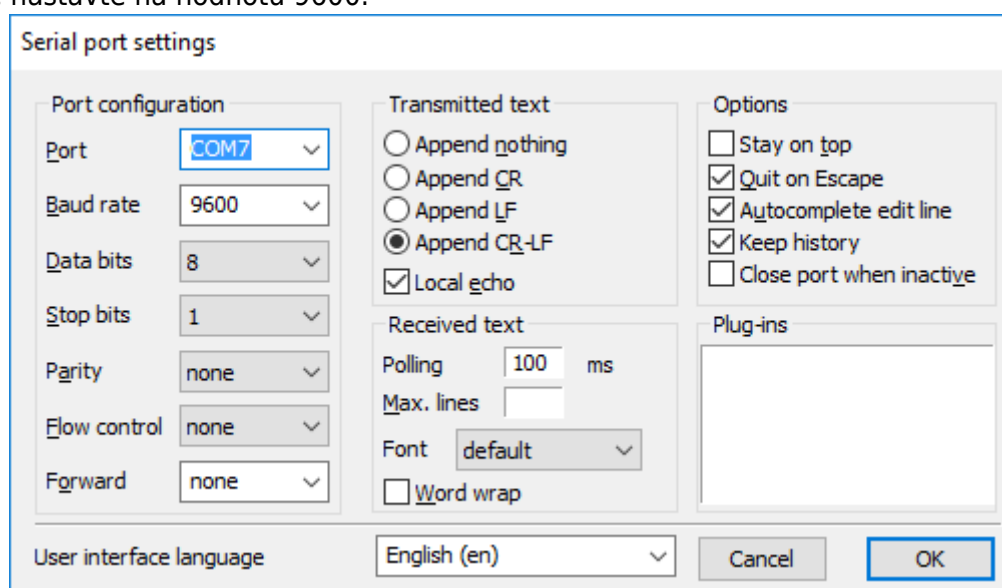 nastavte na hodnotu 9600.
Serial port settings
Port configuration
Port COM7
Baud rate 9600
Data bits 8
Stop bits 1
Parity none
Flow control none
Forward none
Transmitted text
Append nothing
Append CR
Append LF
Append CR-LF
Local echo
Received text
Polling 100 ms
Max. lines
Font default
Word wrap
Options
Stay on top
Quit on Escape
Autocomplete edit line
Keep history
Close port when inactive
Plug-ins
User interface language English (en) Cancel OK